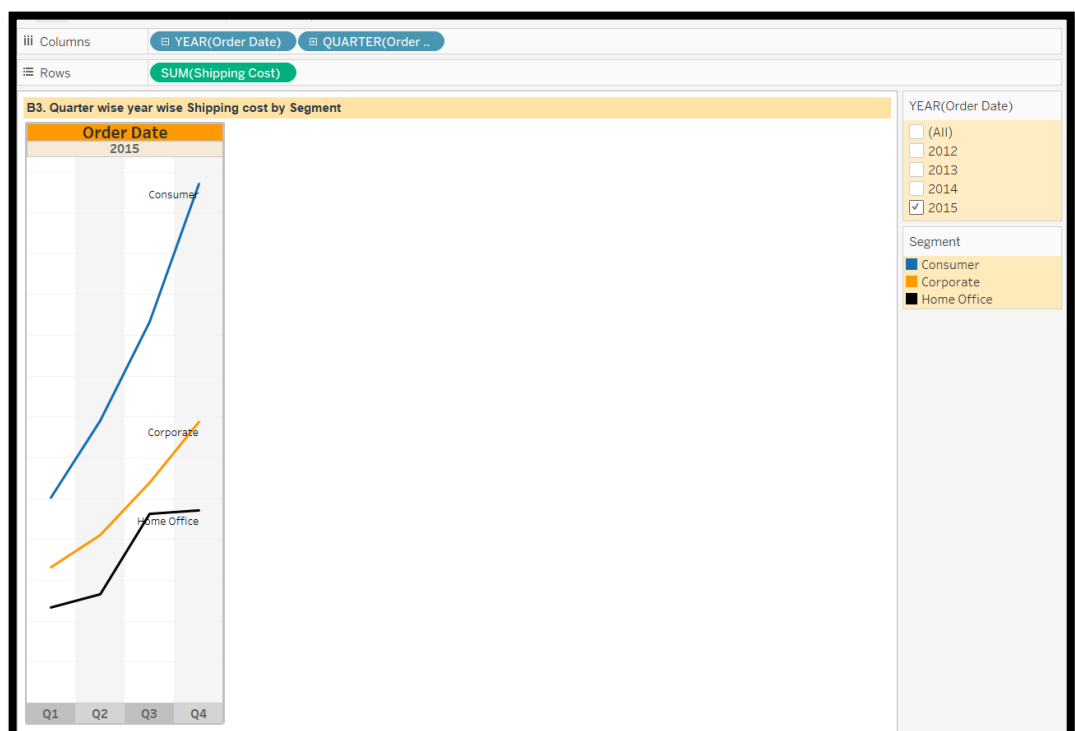 Columns
YEAR(Order Date)
QUARTER(Order ..
Rows
SUM(Shipping Cost)
B3. Quarter wise year wise Shipping cost by Segment
Order Date
2015
Consumer
Corporate
Home Office
Q1 Q2 Q3 Q4
YEAR(Order Date)
(All)
2012
2013
2014
2015
Segment
Consumer
Corporate
Home Office